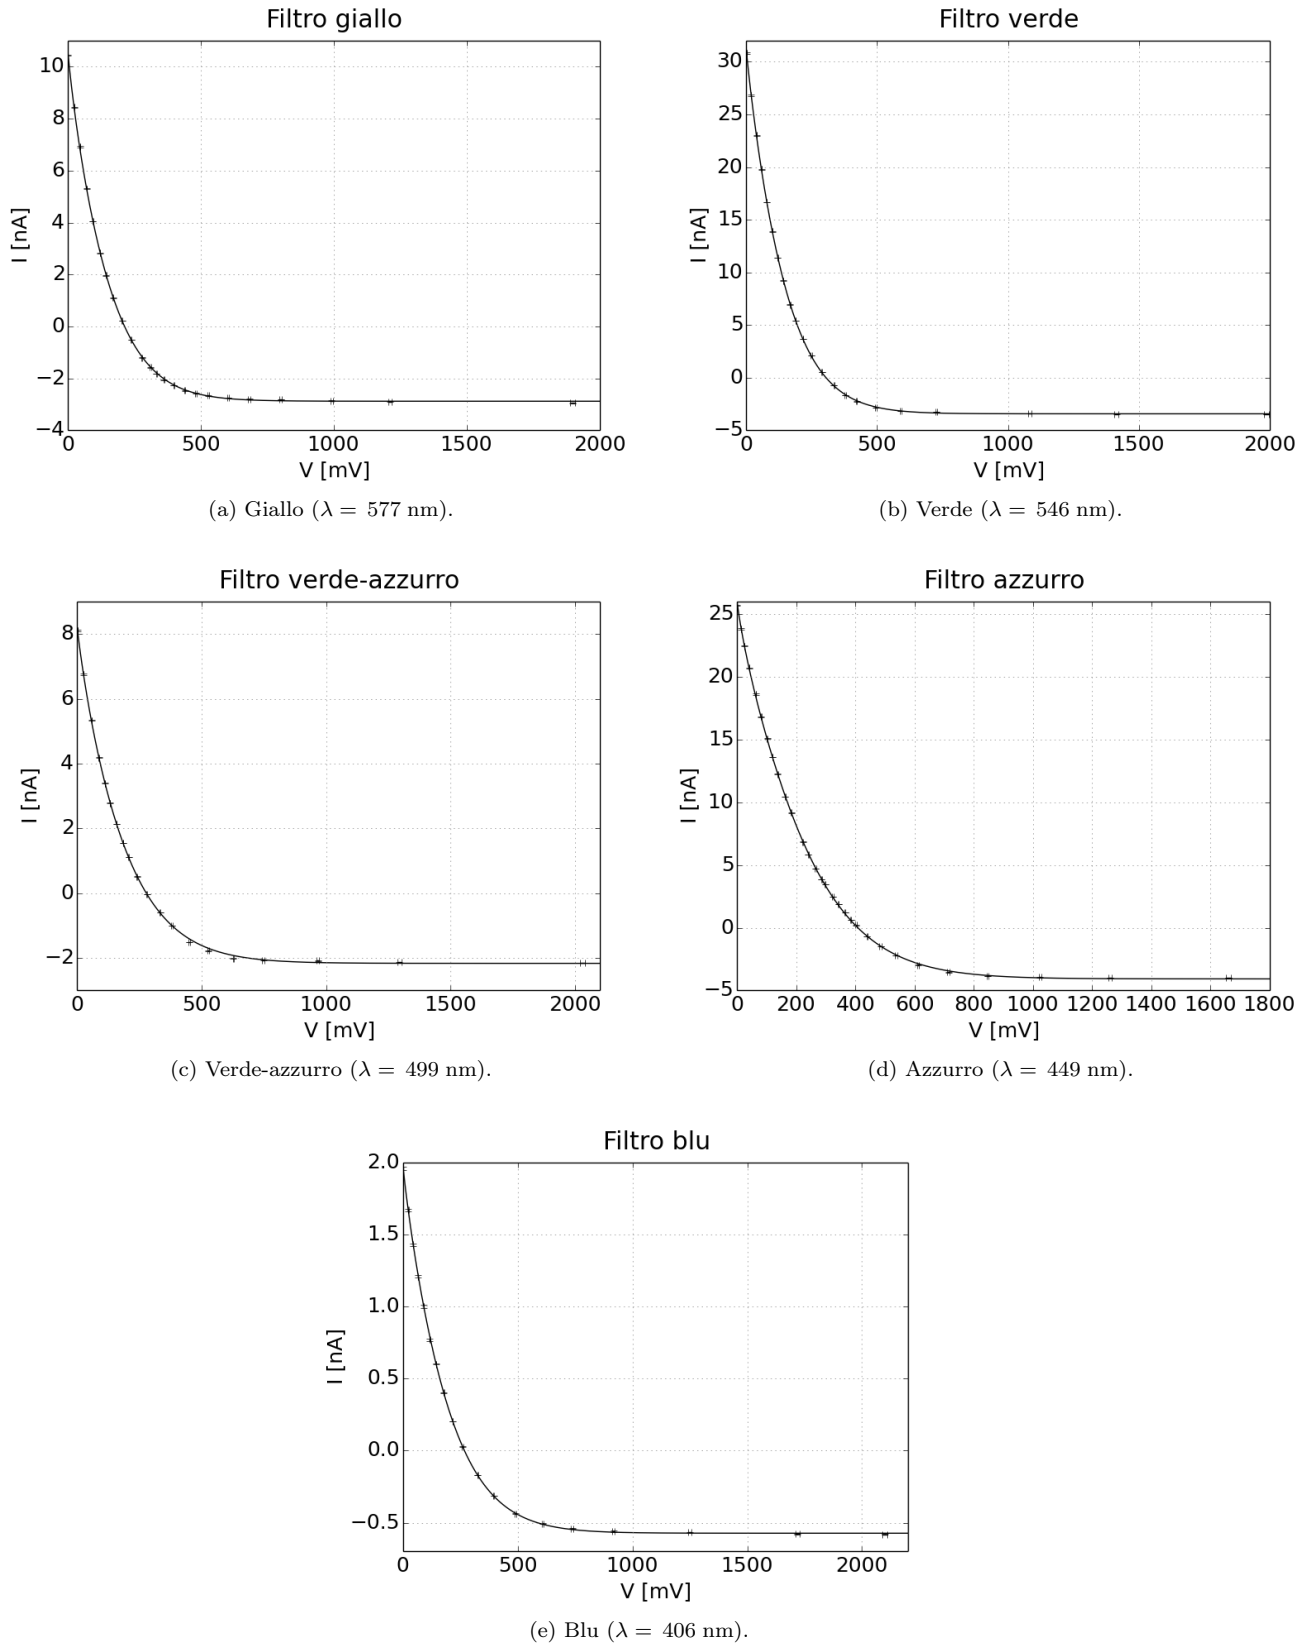 Filtro giallo
10
8
6
4
2
0
−2
−4
I [nA]
0 500 1000 1500 2000
V [mV]
(a) Giallo (λ = 577 nm).
Filtro verde
30
25
20
15
10
5
0
−5
I [nA]
0 500 1000 1500 2000
V [mV]
(b) Verde (λ = 546 nm).
Filtro verde-azzurro
8
6
4
2
0
−2
I [nA]
0 500 1000 1500 2000
V [mV]
(c) Verde-azzurro (λ = 499 nm).
Filtro azzurro
25
20
15
10
5
0
−5
I [nA]
0 200 400 600 800 1000 1200 1400 1600 1800
V [mV]
(d) Azzurro (λ = 449 nm).
Filtro blu
2.0
1.5
1.0
0.5
0.0
−0.5
I [nA]
0 500 1000 1500 2000
V [mV]
(e) Blu (λ = 406 nm).